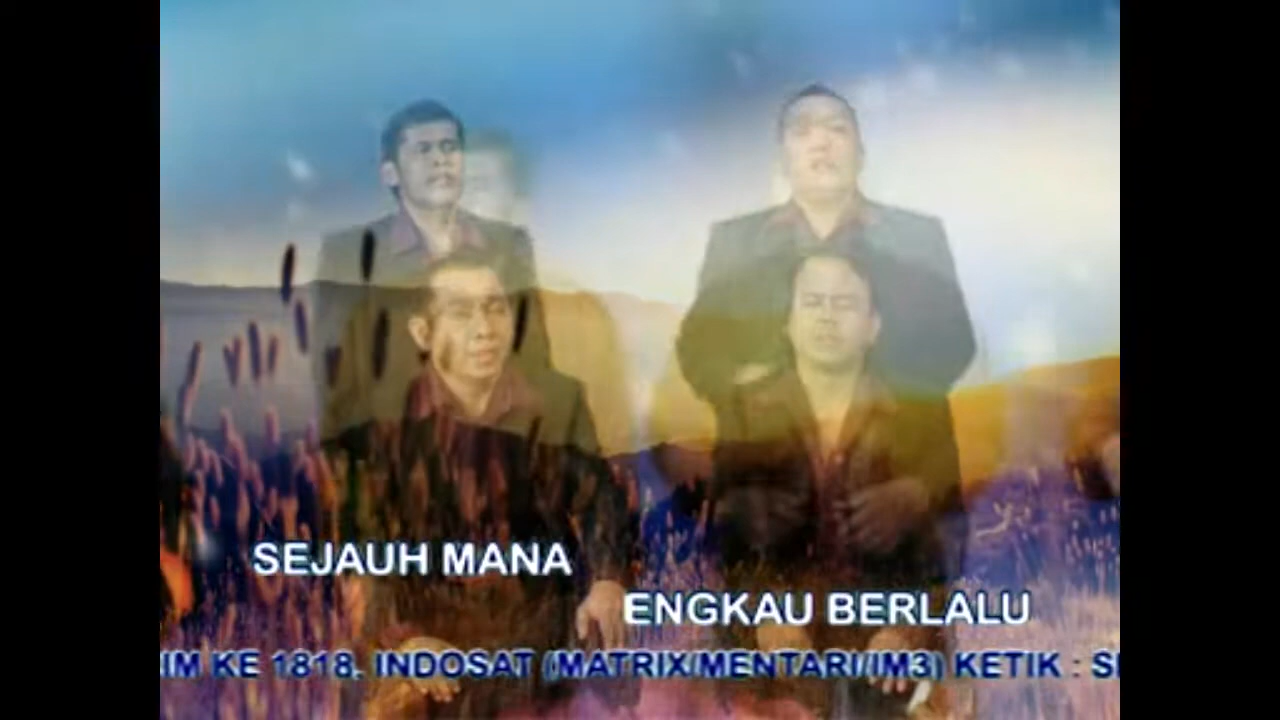 SEJAUH MANA
ENGKAU BERLALU
IM KE 1818, INDOSAT (MATRIX/MENTARI/IM3) KETIK : S